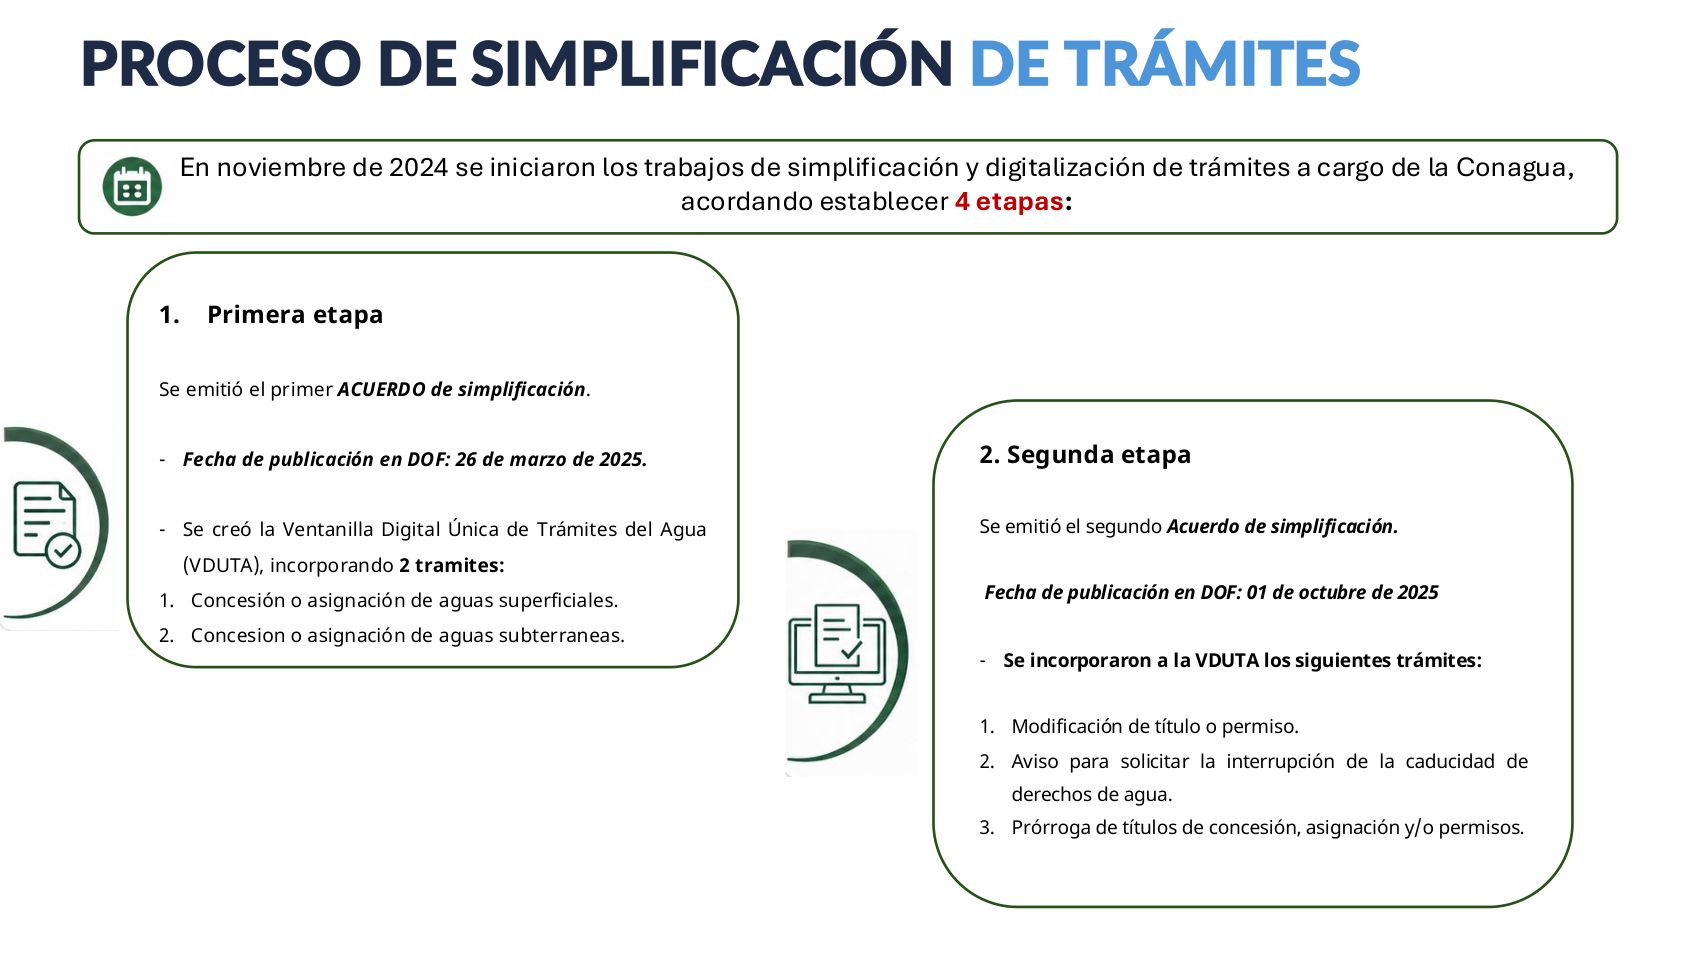 PROCESO DE SIMPLIFICACIÓN DE TRÁMITES
En noviembre de 2024 se iniciaron los trabajos de simplificación y digitalización de trámites a cargo de la Conagua,
acordando establecer 4 etapas:
1. Primera etapa
Se emitió el primer ACUERDO de simplificación.
- Fecha de publicación en DOF: 26 de marzo de 2025.
- Se creó la Ventanilla Digital Única de Trámites del Agua
(VDUTA), incorporando 2 tramites:
1. Concesión o asignación de aguas superficiales.
2. Concesion o asignación de aguas subterraneas.
2. Segunda etapa
Se emitió el segundo Acuerdo de simplificación.
Fecha de publicación en DOF: 01 de octubre de 2025
- Se incorporaron a la VDUTA los siguientes trámites:
1. Modificación de título o permiso.
2. Aviso para solicitar la interrupción de la caducidad de
derechos de agua.
3. Prórroga de títulos de concesión, asignación y/o permisos.